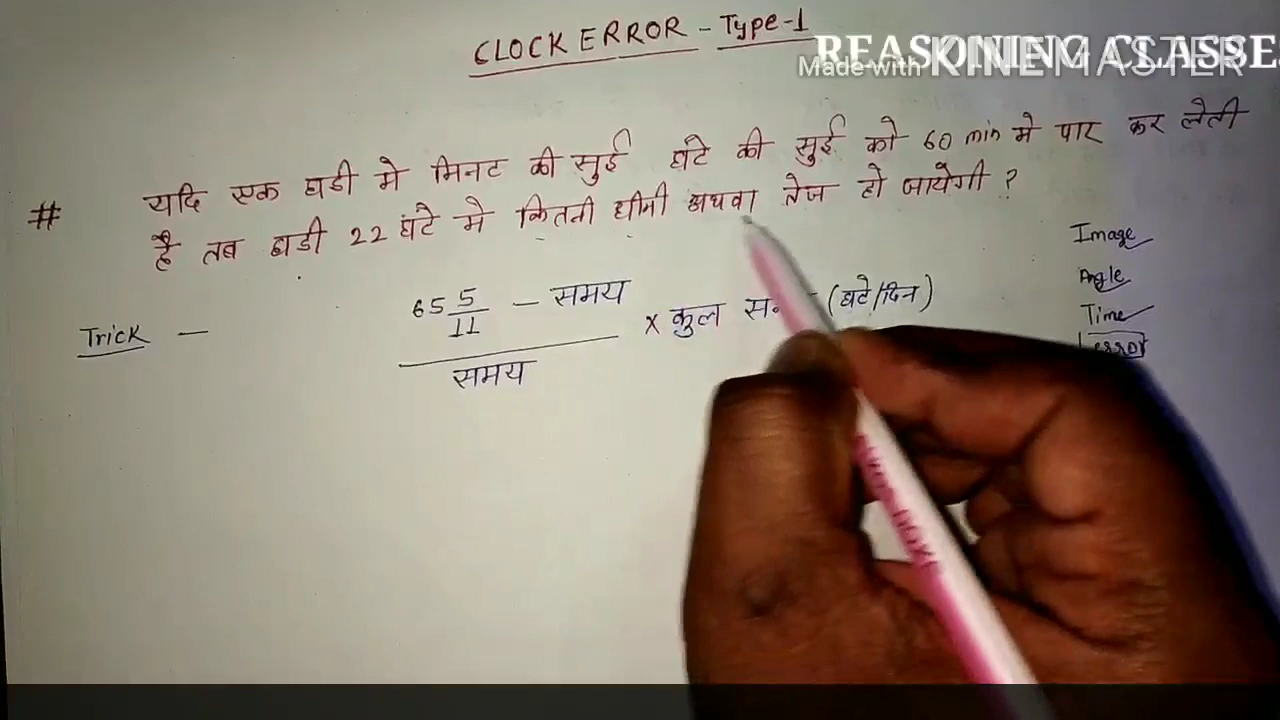 CLOCK ERROR - Type-1
REASONING CLASSE
Made with KINEMASTER
# यदि एक घडी मे मिनट की सुई घंटे की सुई को 60 min मे पार कर लेती
है तब घडी 22 घंटे मे कितनी धीमी अथवा तेज हो जायेगी ?
Trick - 65 5/11 - समय / समय × कुल (घंटे/दिन)
Image
Angle
Time
error